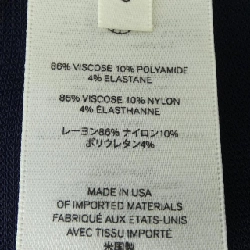 86% VISCOSE 10% POLYAMIDE
4% ELASTANE
86% VISCOSE 10% NYLON
4% ÉLASTHANNE
レーヨン86% ナイロン10%
ポリウレタン4%
MADE IN USA
OF IMPORTED MATERIALS
FABRIQUÉ AUX ETATS-UNIS
AVEC TISSU IMPORTÉ
米国製